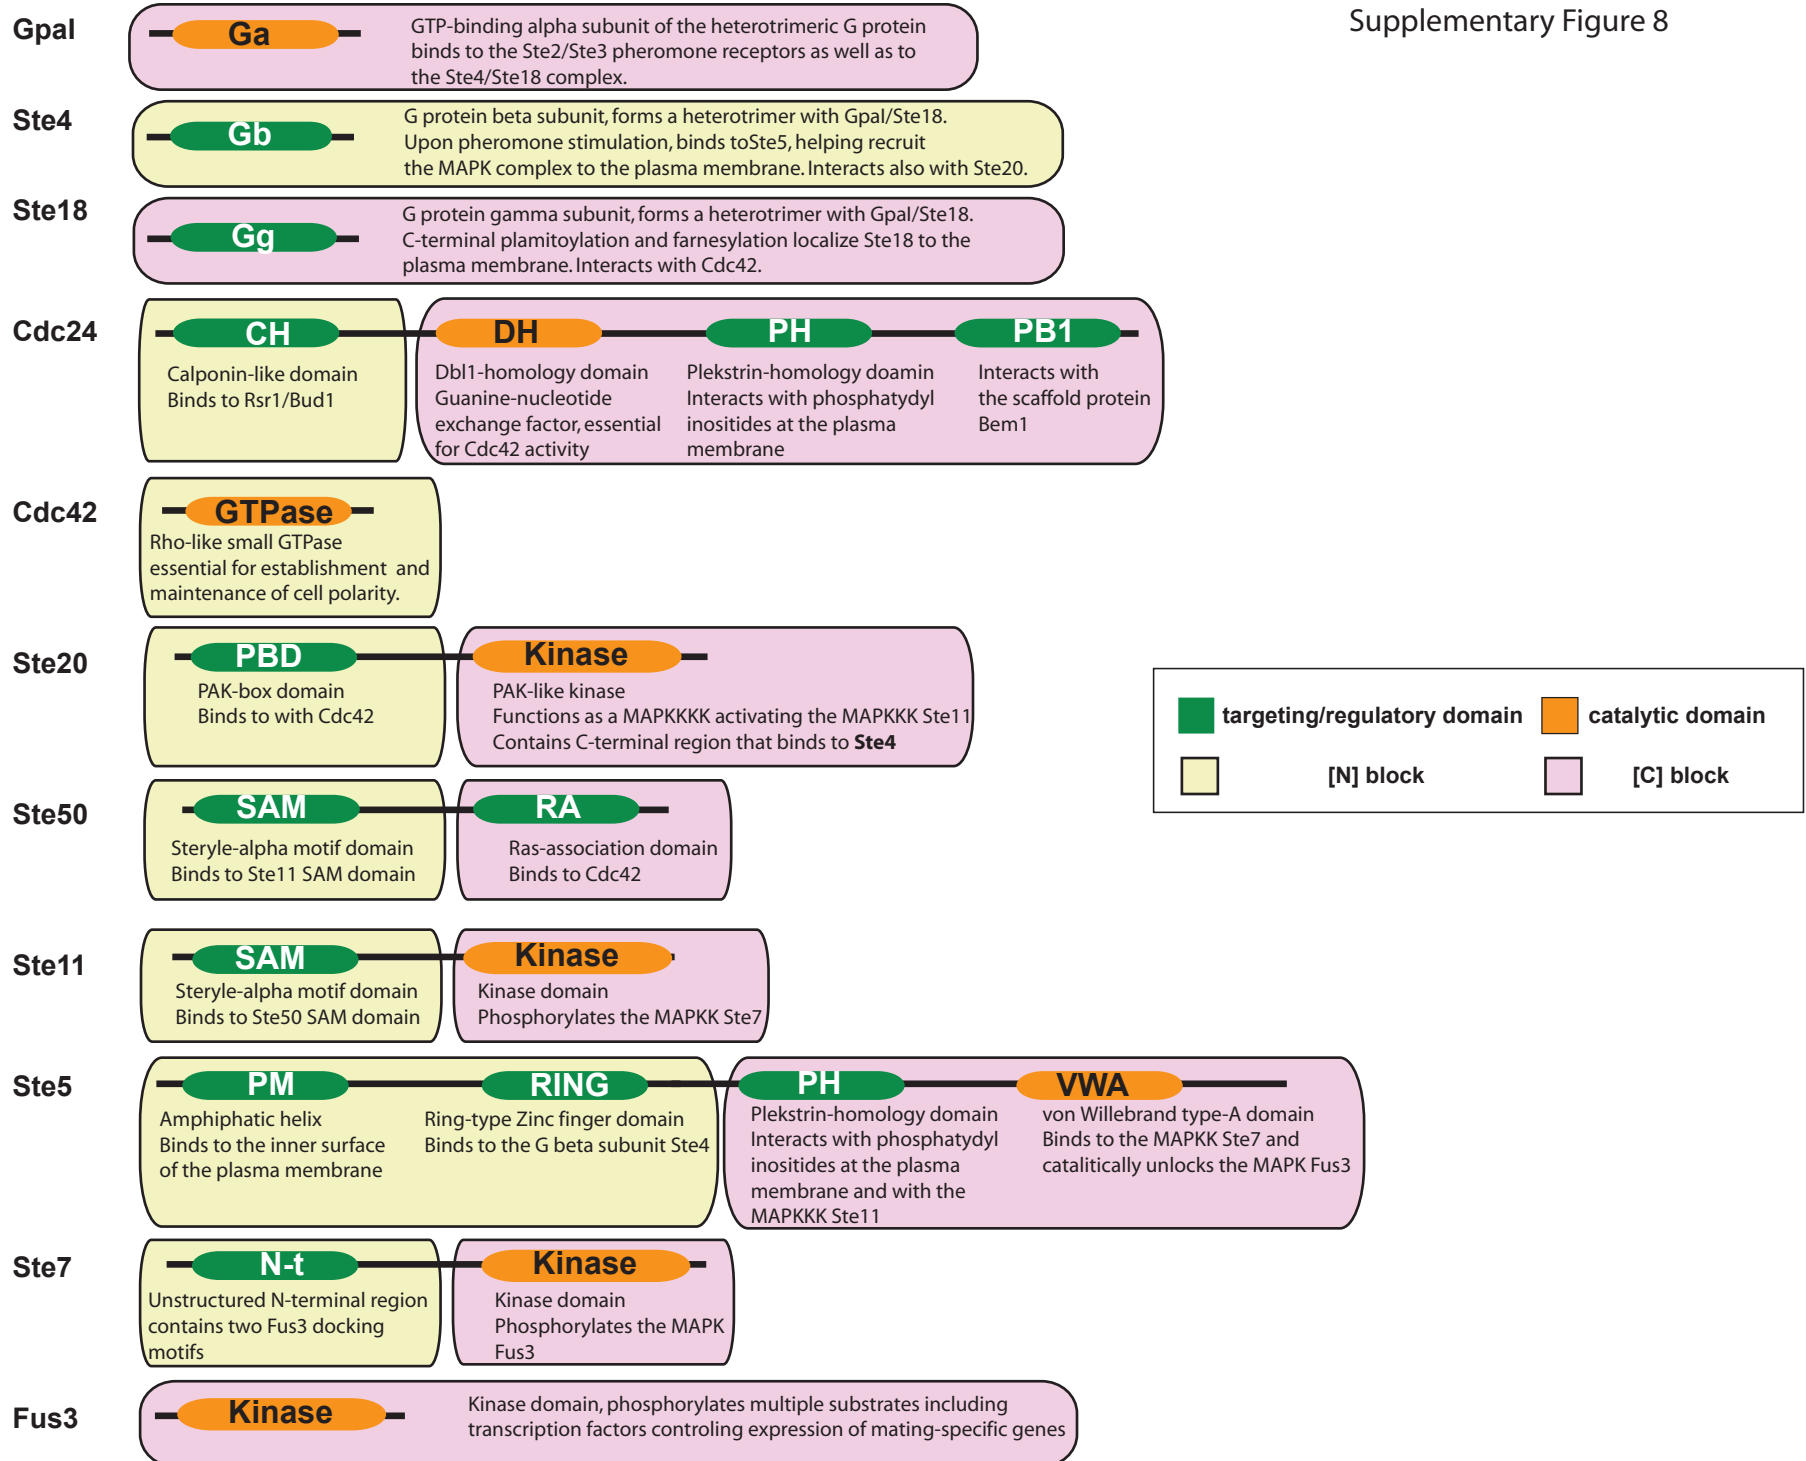 Supplementary Figure 8
GpaI
Ga
GTP-binding alpha subunit of the heterotrimeric G protein
binds to the Ste2/Ste3 pheromone receptors as well as to
the Ste4/Ste18 complex.
Ste4
Gb
G protein beta subunit, forms a heterotrimer with GpaI/Ste18.
Upon pheromone stimulation, binds toSte5, helping recruit
the MAPK complex to the plasma membrane. Interacts also with Ste20.
Ste18
Gg
G protein gamma subunit, forms a heterotrimer with GpaI/Ste18.
C-terminal plamitoylation and farnesylation localize Ste18 to the
plasma membrane. Interacts with Cdc42.
Cdc24
CH
Calponin-like domain
Binds to Rsr1/Bud1
DH
Dbl1-homology domain
Guanine-nucleotide
exchange factor, essential
for Cdc42 activity
PH
Plekstrin-homology doamin
Interacts with phosphatydyl
inositides at the plasma
membrane
PB1
Interacts with
the scaffold protein
Bem1
Cdc42
GTPase
Rho-like small GTPase
essential for establishment and
maintenance of cell polarity.
Ste20
PBD
PAK-box domain
Binds to with Cdc42
Kinase
PAK-like kinase
Functions as a MAPKKKK activating the MAPKKK Ste11
Contains C-terminal region that binds to Ste4
targeting/regulatory domain
catalytic domain
[N] block
[C] block
Ste50
SAM
Steryle-alpha motif domain
Binds to Ste11 SAM domain
RA
Ras-association domain
Binds to Cdc42
Ste11
SAM
Steryle-alpha motif domain
Binds to Ste50 SAM domain
Kinase
Kinase domain
Phosphorylates the MAPKK Ste7
Ste5
PM
Amphiphatic helix
Binds to the inner surface
of the plasma membrane
RING
Ring-type Zinc finger domain
Binds to the G beta subunit Ste4
PH
Plekstrin-homology domain
Interacts with phosphatydyl
inositides at the plasma
membrane and with the
MAPKKK Ste11
VWA
von Willebrand type-A domain
Binds to the MAPKK Ste7 and
catalitically unlocks the MAPK Fus3
Ste7
N-t
Unstructured N-terminal region
contains two Fus3 docking
motifs
Kinase
Kinase domain
Phosphorylates the MAPK
Fus3
Fus3
Kinase
Kinase domain, phosphorylates multiple substrates including
transcription factors controling expression of mating-specific genes